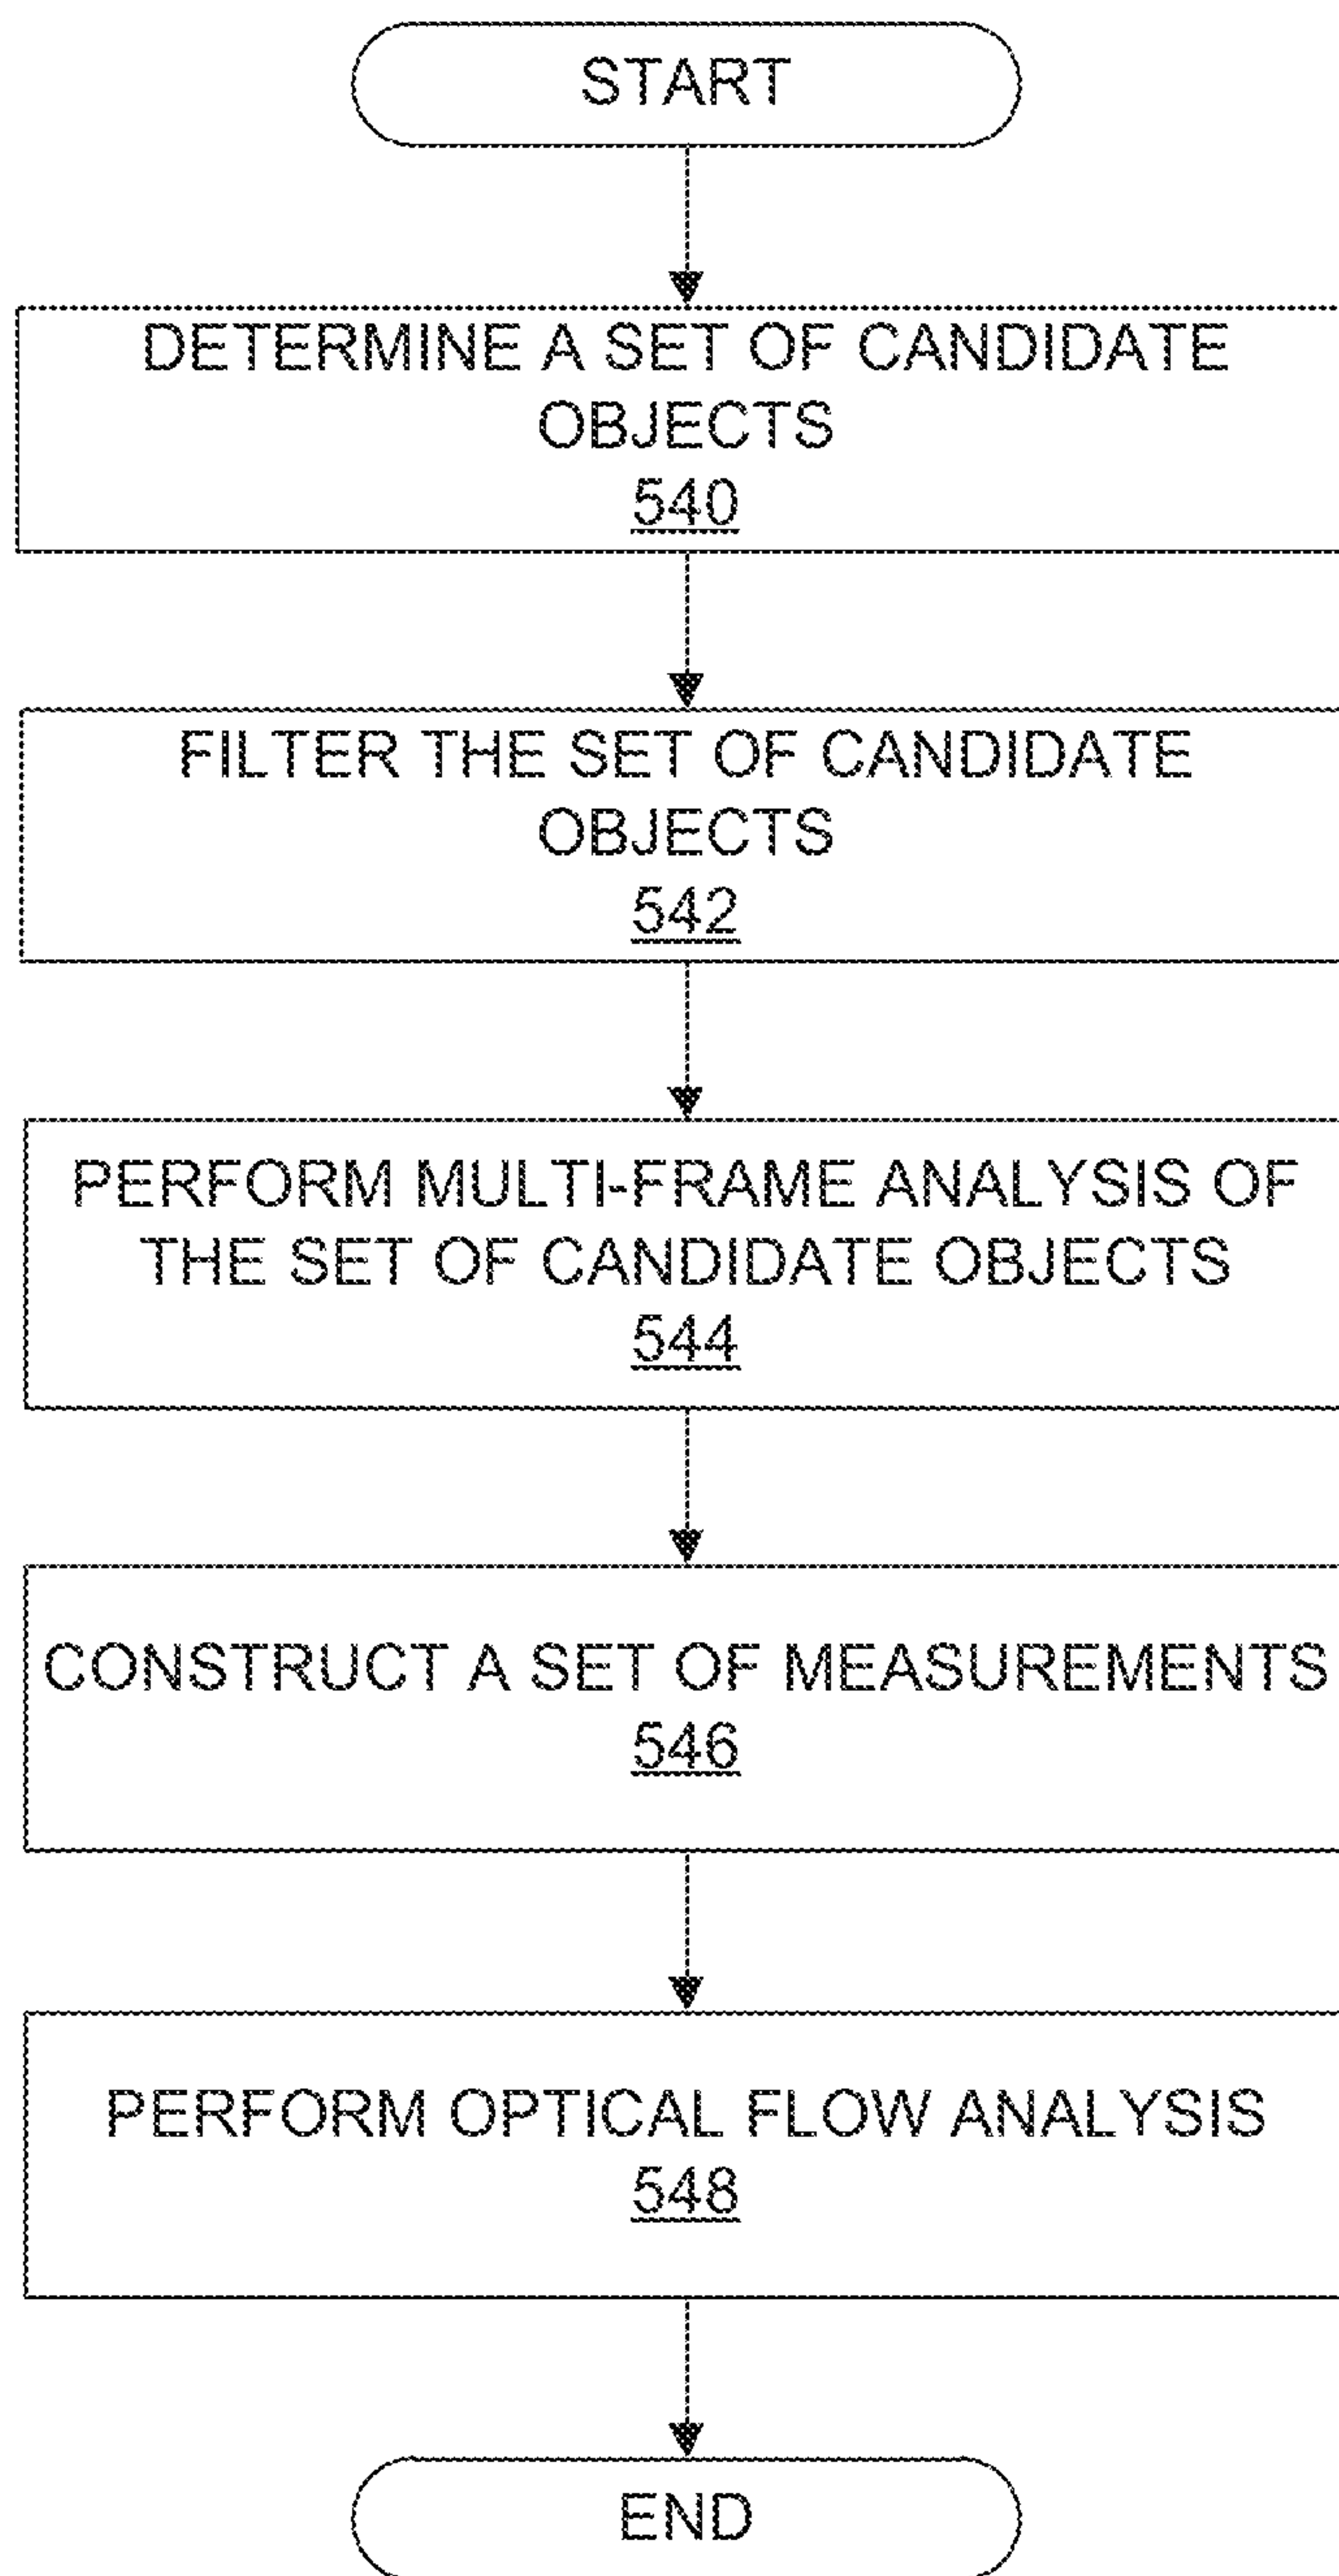 START
DETERMINE A SET OF CANDIDATE
OBJECTS
540
FILTER THE SET OF CANDIDATE
OBJECTS
542
PERFORM MULTI-FRAME ANALYSIS OF
THE SET OF CANDIDATE OBJECTS
544
CONSTRUCT A SET OF MEASUREMENTS
546
PERFORM OPTICAL FLOW ANALYSIS
548
END